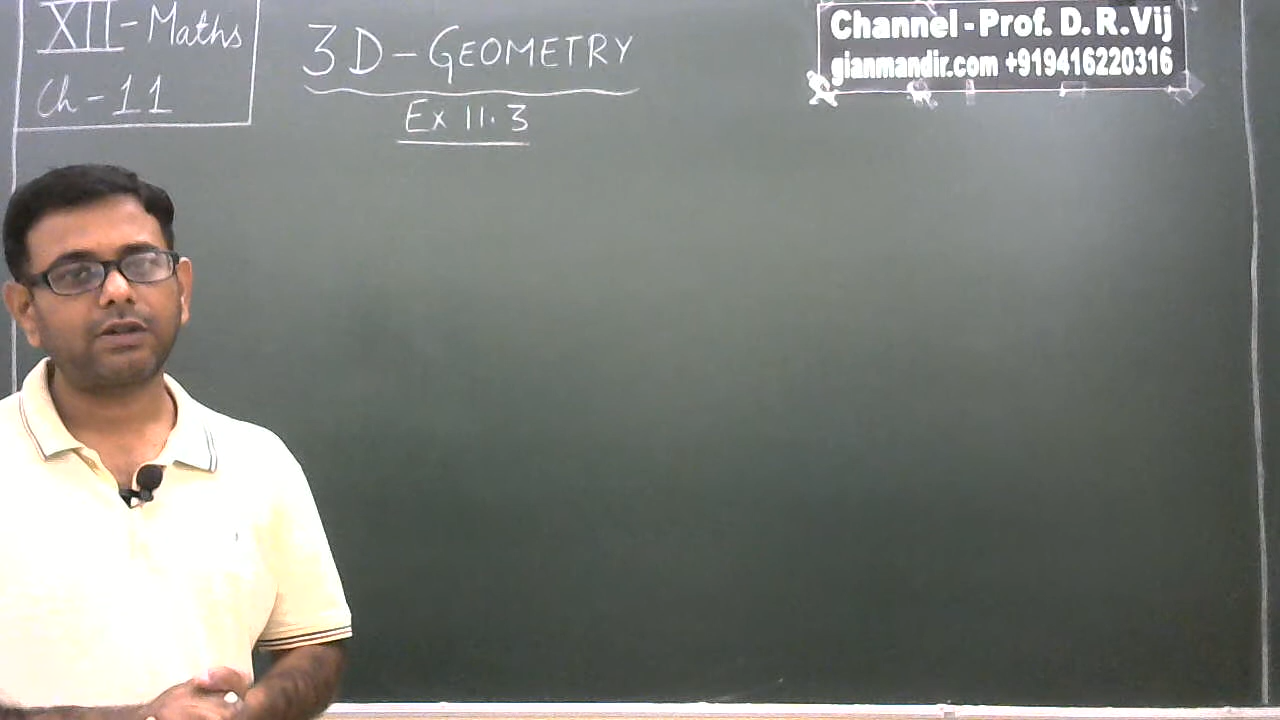 XII - Maths
Ch - 11
3D - GEOMETRY
Ex 11.3
Channel - Prof. D. R. Vij
gianmandir.com +919416220316